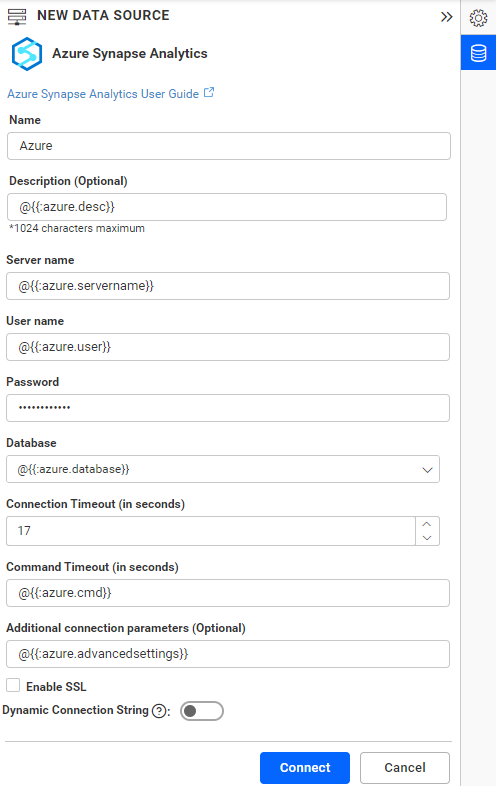 NEW DATA SOURCE
Azure Synapse Analytics
Azure Synapse Analytics User Guide
Name
Azure
Description (Optional)
@{{:azure.desc}}
*1024 characters maximum
Server name
@{{:azure.servername}}
User name
@{{:azure.user}}
Password
••••••••••••
Database
@{{:azure.database}}
Connection Timeout (in seconds)
17
Command Timeout (in seconds)
@{{:azure.cmd}}
Additional connection parameters (Optional)
@{{:azure.advancedsettings}}
Enable SSL
Dynamic Connection String ? :
Connect Cancel